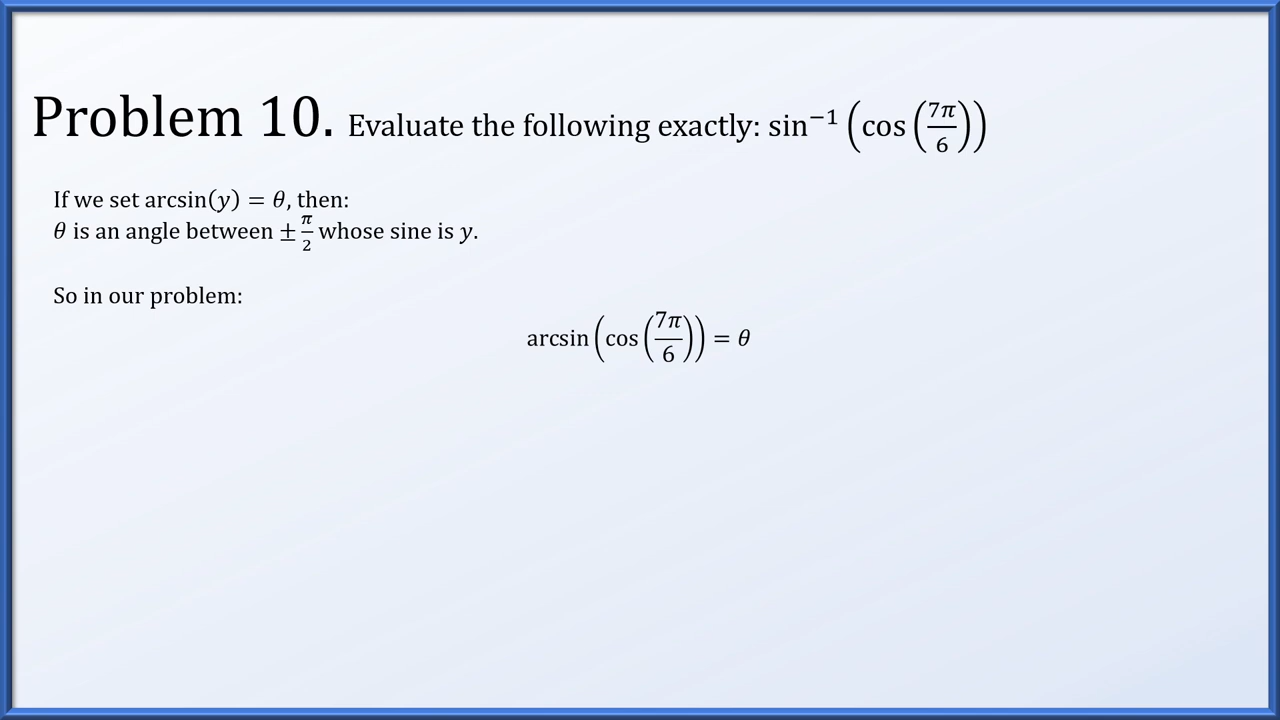 Problem 10. Evaluate the following exactly: sin⁻¹(cos(7π/6))
If we set arcsin(y) = θ, then:
θ is an angle between ± π/2 whose sine is y.
So in our problem:
arcsin(cos(7π/6)) = θ